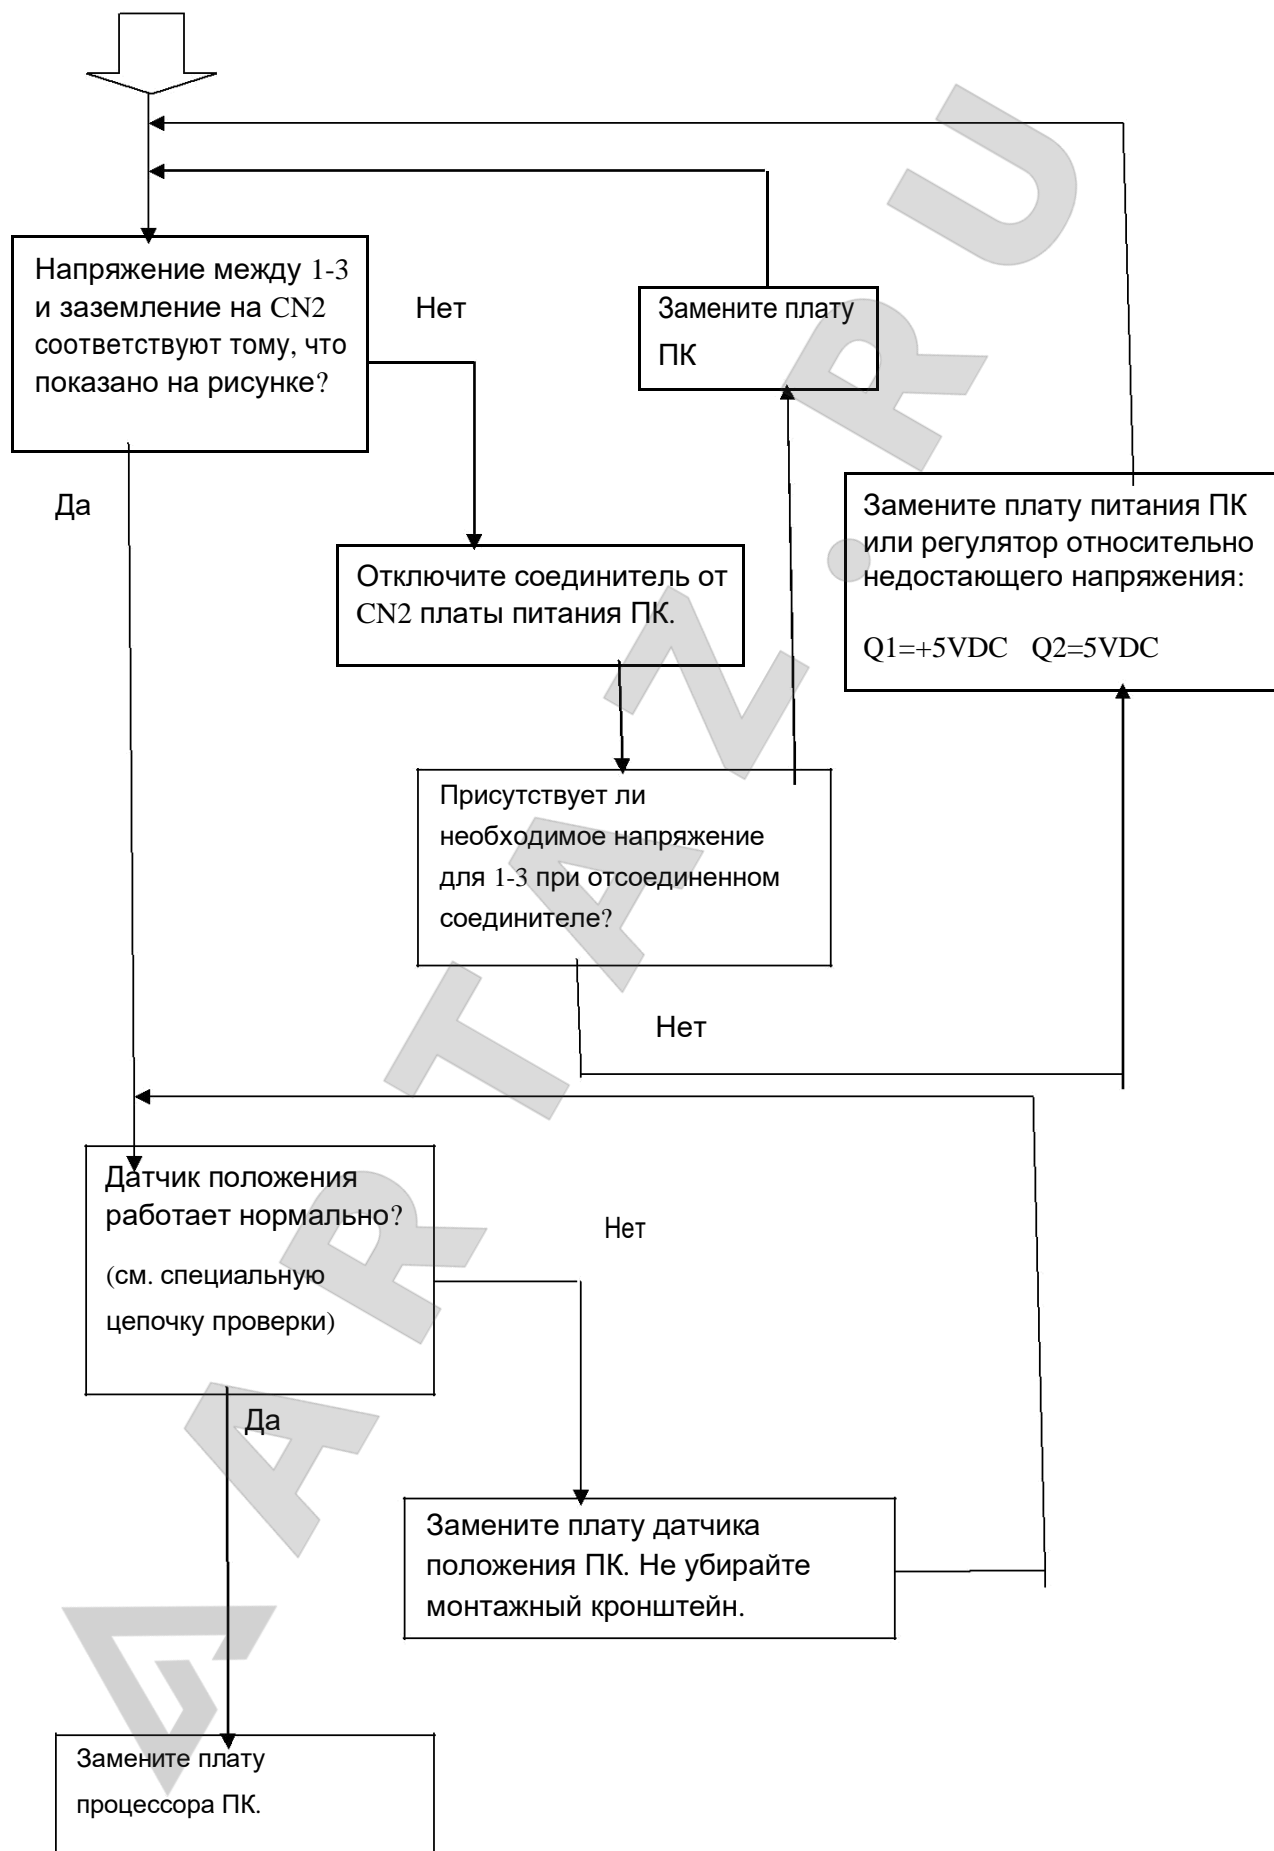 Напряжение между 1-3
и заземление на CN2
соответствуют тому, что
показано на рисунке?
Нет
Замените плату
ПК
Да
Замените плату питания ПК
или регулятор относительно
недостающего напряжения:
Q1=+5VDC Q2=5VDC
Отключите соединитель от
CN2 платы питания ПК.
Присутствует ли
необходимое напряжение
для 1-3 при отсоединенном
соединителе?
Нет
Датчик положения
работает нормально?
(см. специальную
цепочку проверки)
Нет
Да
Замените плату датчика
положения ПК. Не убирайте
монтажный кронштейн.
Замените плату
процессора ПК.
ARTAZ.RU